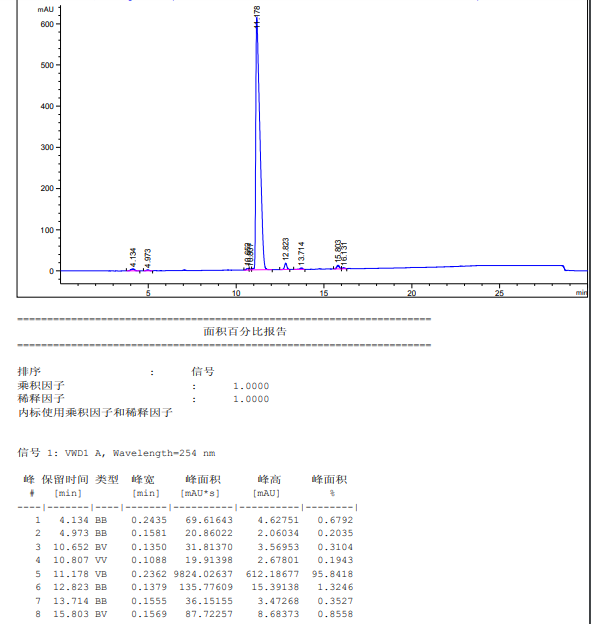 mAU
600
500
400
300
200
100
0
11.178
4.134
4.973
12.823
13.714
15.803
16.131
5 10 15 20 25 min
==================================================================
面积百分比报告
==================================================================
排序 : 信号
乘积因子 : 1.0000
稀释因子 : 1.0000
内标使用乘积因子和稀释因子
信号 1: VWD1 A, Wavelength=254 nm
峰 保留时间 类型 峰宽 峰面积 峰高 峰面积
# [min] [min] [mAU*s] [mAU] %
----|-------|----|-------|----------|----------|--------|
1 4.134 BB 0.2435 69.61643 4.62751 0.6792
2 4.973 BB 0.1581 20.86022 2.06034 0.2035
3 10.652 BV 0.1350 31.81370 3.56953 0.3104
4 10.807 VV 0.1088 19.91398 2.67801 0.1943
5 11.178 VB 0.2362 9824.02637 612.18677 95.8418
6 12.823 BB 0.1379 135.77609 15.39138 1.3246
7 13.714 BB 0.1555 36.15155 3.47268 0.3527
8 15.803 BV 0.1569 87.72257 8.68373 0.8558